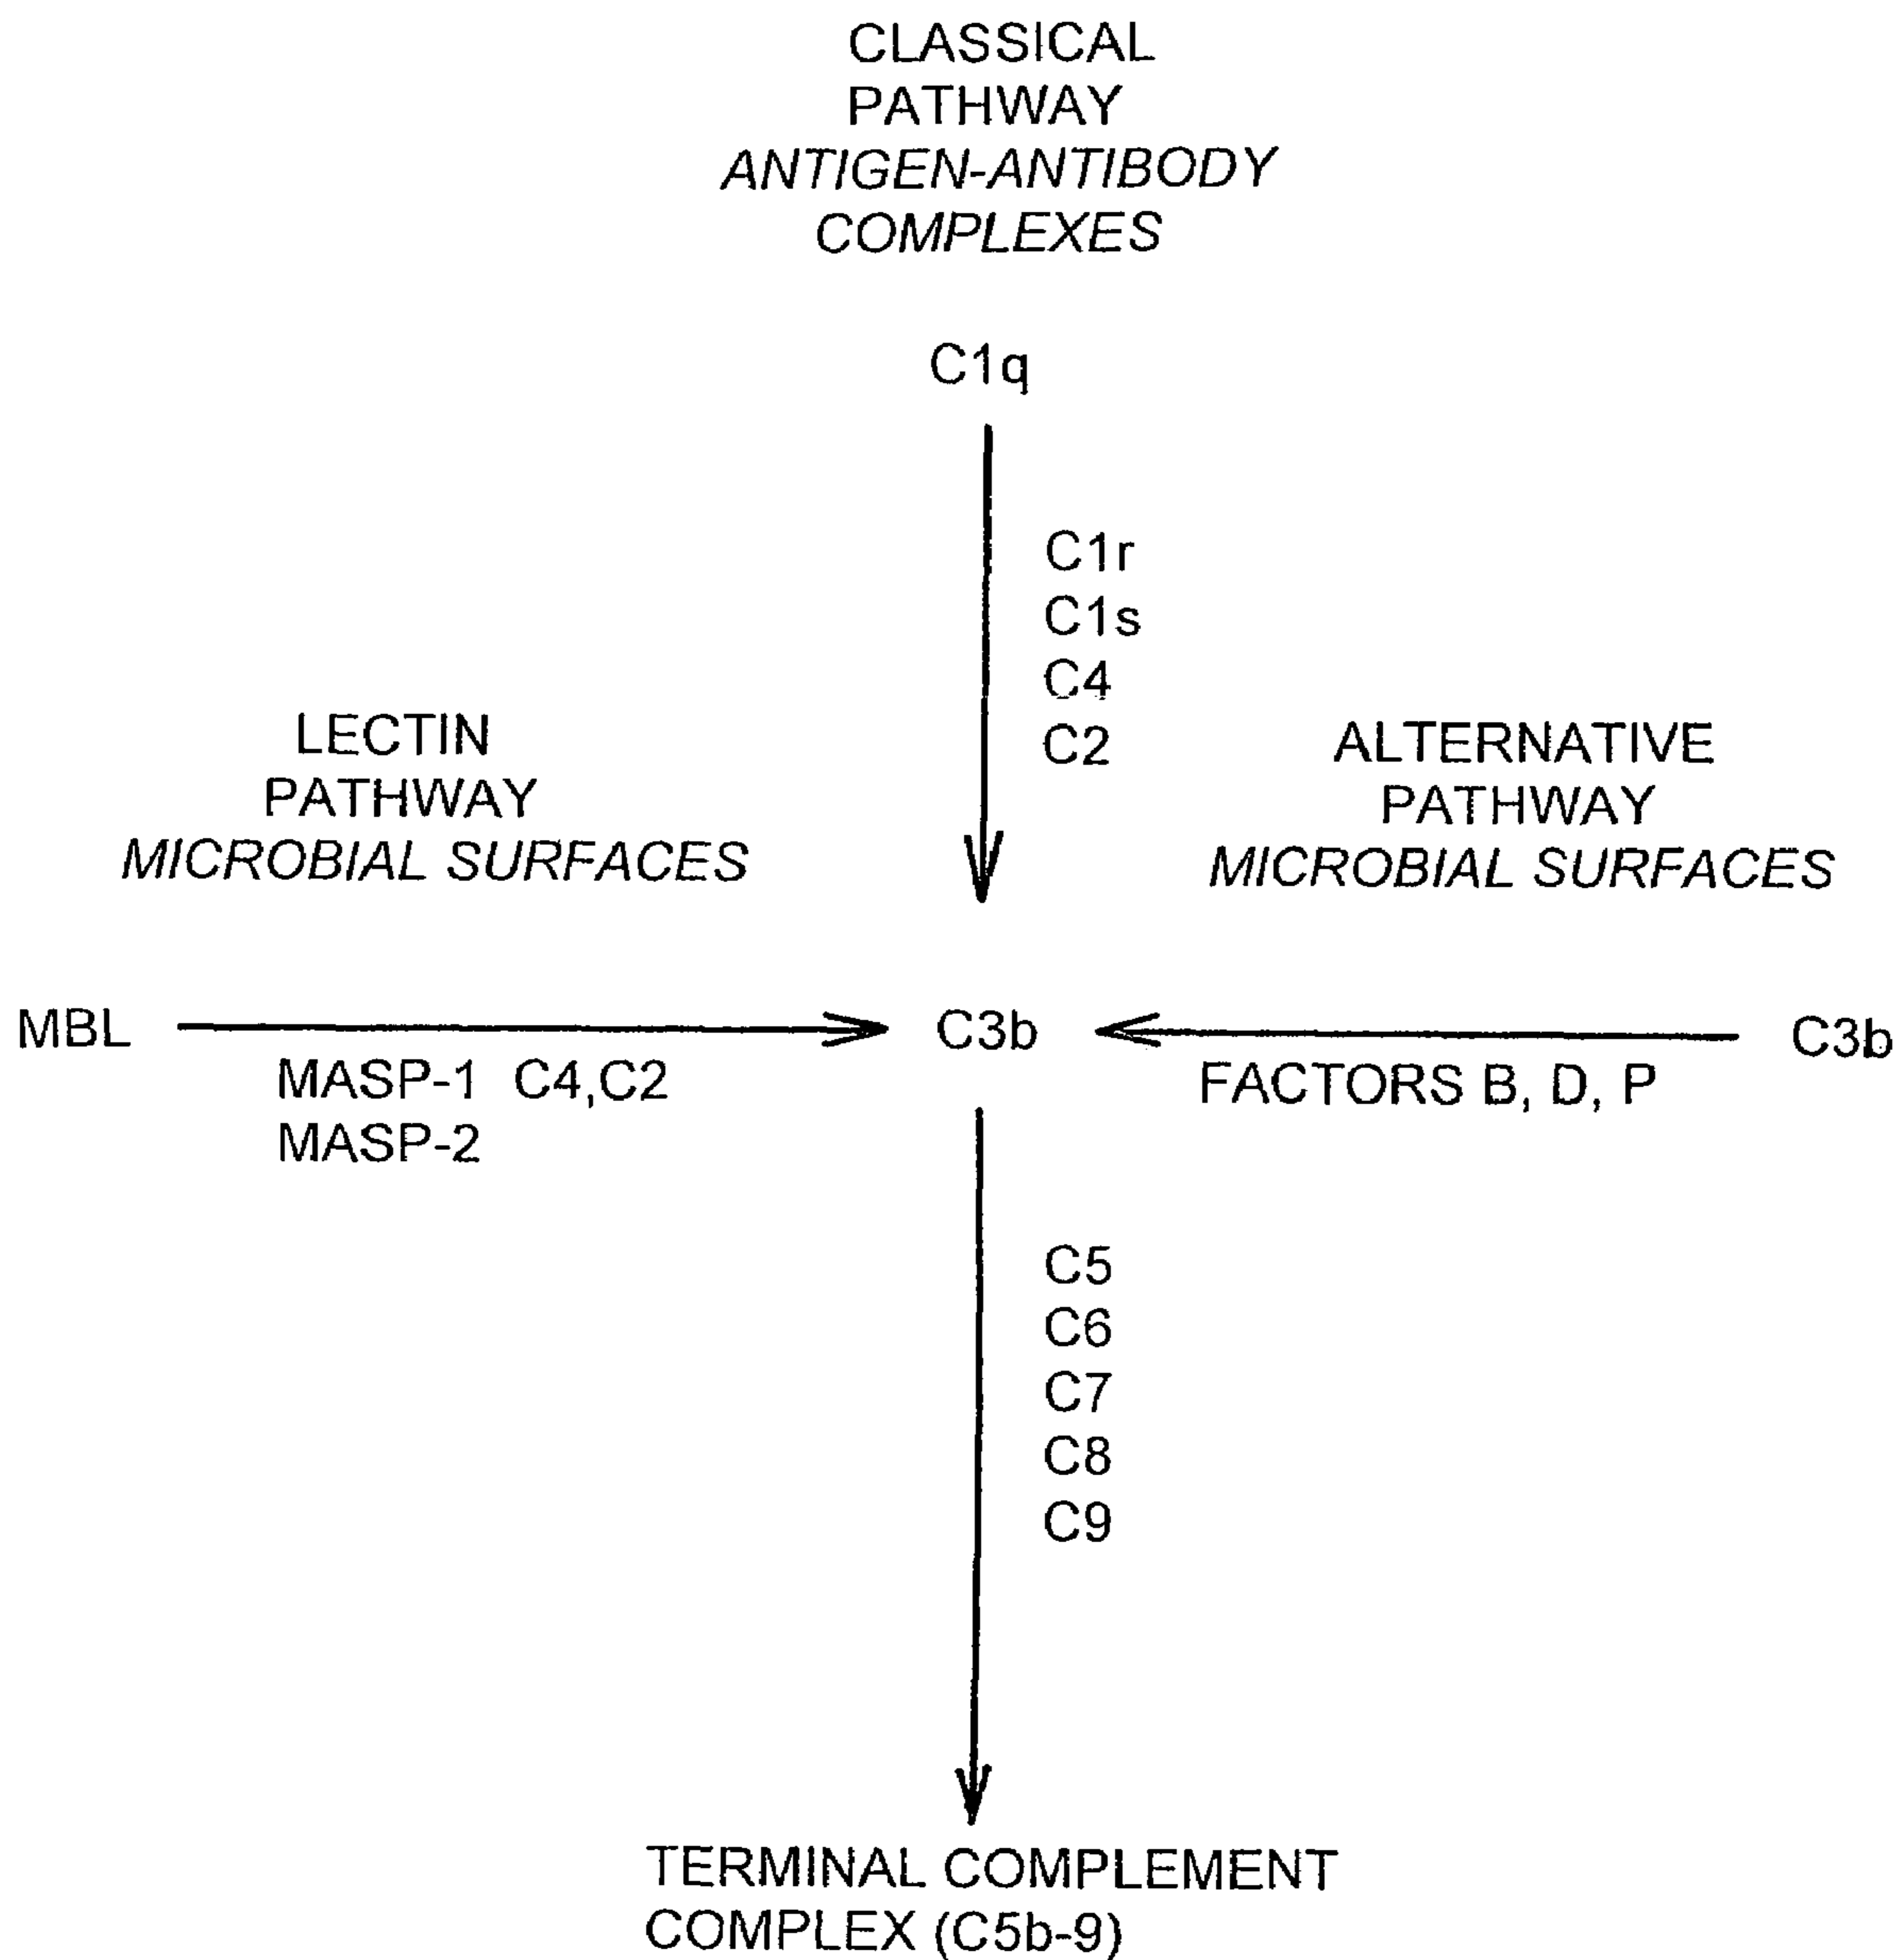 CLASSICAL
PATHWAY
ANTIGEN-ANTIBODY
COMPLEXES
C1q
C1r
C1s
C4
C2
LECTIN
PATHWAY
MICROBIAL SURFACES
ALTERNATIVE
PATHWAY
MICROBIAL SURFACES
MBL
MASP-1 C4,C2
MASP-2
C3b
FACTORS B, D, P
C3b
C5
C6
C7
C8
C9
TERMINAL COMPLEMENT
COMPLEX (C5b-9)